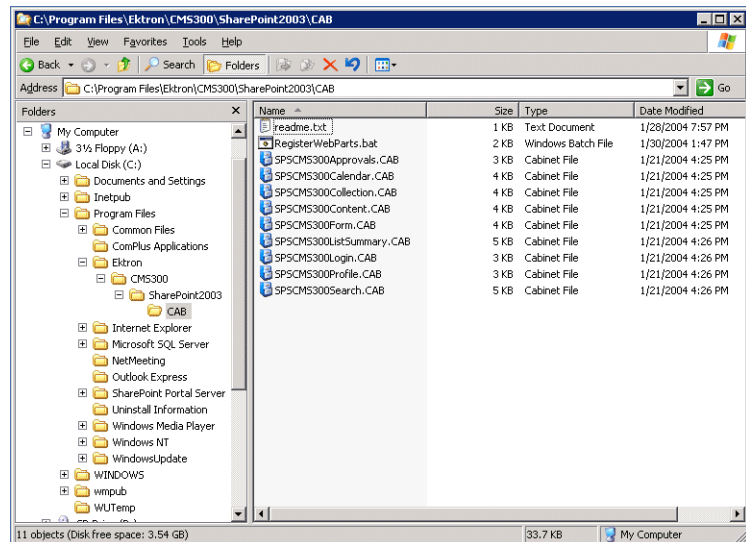 C:\Program Files\Ektron\CMS300\SharePoint2003\CAB
File Edit View Favorites Tools Help
Back Search Folders
Address C:\Program Files\Ektron\CMS300\SharePoint2003\CAB Go
Folders
My Computer
3½ Floppy (A:)
Local Disk (C:)
Documents and Settings
Inetpub
Program Files
Common Files
ComPlus Applications
Ektron
CMS300
SharePoint2003
CAB
Internet Explorer
Microsoft SQL Server
NetMeeting
Outlook Express
SharePoint Portal Server
Uninstall Information
Windows Media Player
Windows NT
WindowsUpdate
WINDOWS
wmpub
WUTemp
Name Size Type Date Modified
readme.txt 1 KB Text Document 1/28/2004 7:57 PM
RegisterWebParts.bat 2 KB Windows Batch File 1/30/2004 1:47 PM
SPSCMS300Approvals.CAB 3 KB Cabinet File 1/21/2004 4:25 PM
SPSCMS300Calendar.CAB 4 KB Cabinet File 1/21/2004 4:25 PM
SPSCMS300Collection.CAB 4 KB Cabinet File 1/21/2004 4:25 PM
SPSCMS300Content.CAB 4 KB Cabinet File 1/21/2004 4:25 PM
SPSCMS300Form.CAB 4 KB Cabinet File 1/21/2004 4:25 PM
SPSCMS300ListSummary.CAB 5 KB Cabinet File 1/21/2004 4:26 PM
SPSCMS300Login.CAB 3 KB Cabinet File 1/21/2004 4:26 PM
SPSCMS300Profile.CAB 3 KB Cabinet File 1/21/2004 4:26 PM
SPSCMS300Search.CAB 5 KB Cabinet File 1/21/2004 4:26 PM
11 objects (Disk free space: 3.54 GB) 33.7 KB My Computer